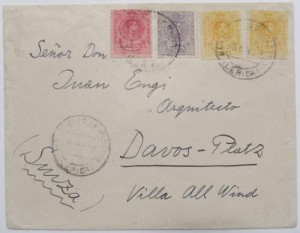 Señor Don
Juan Engi
Arquitecto
Davos-Platz
Villa All Wind
(Suiza)